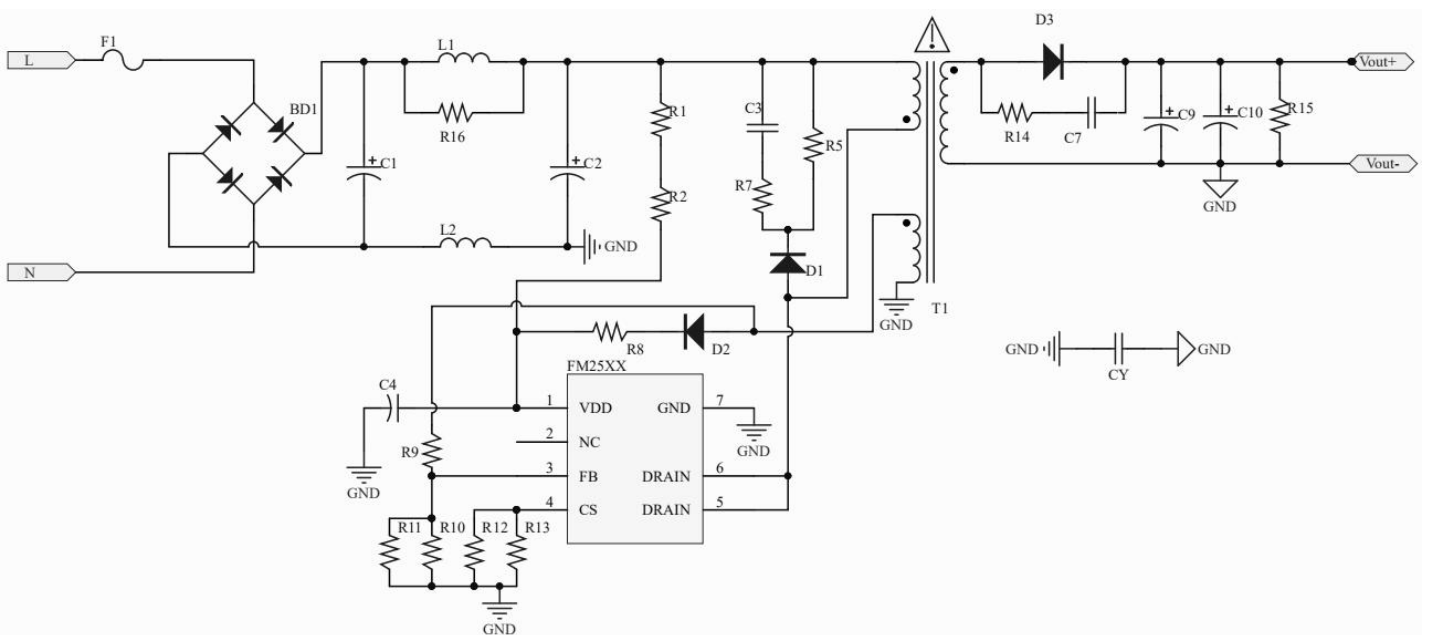 F1
L
BD1
N
L1
R16
C1
+
L2
C2
+
GND
R1
R2
C3
R7
R5
D1
D3
R14
C7
C9
+
C10
+
R15
Vout+
Vout-
GND
GND
T1
GND
CY
GND
R8
D2
FM25XX
C4
GND
R9
1
VDD
GND
7
GND
2
NC
3
FB
DRAIN
6
4
CS
DRAIN
5
R11
R10
R12
R13
GND